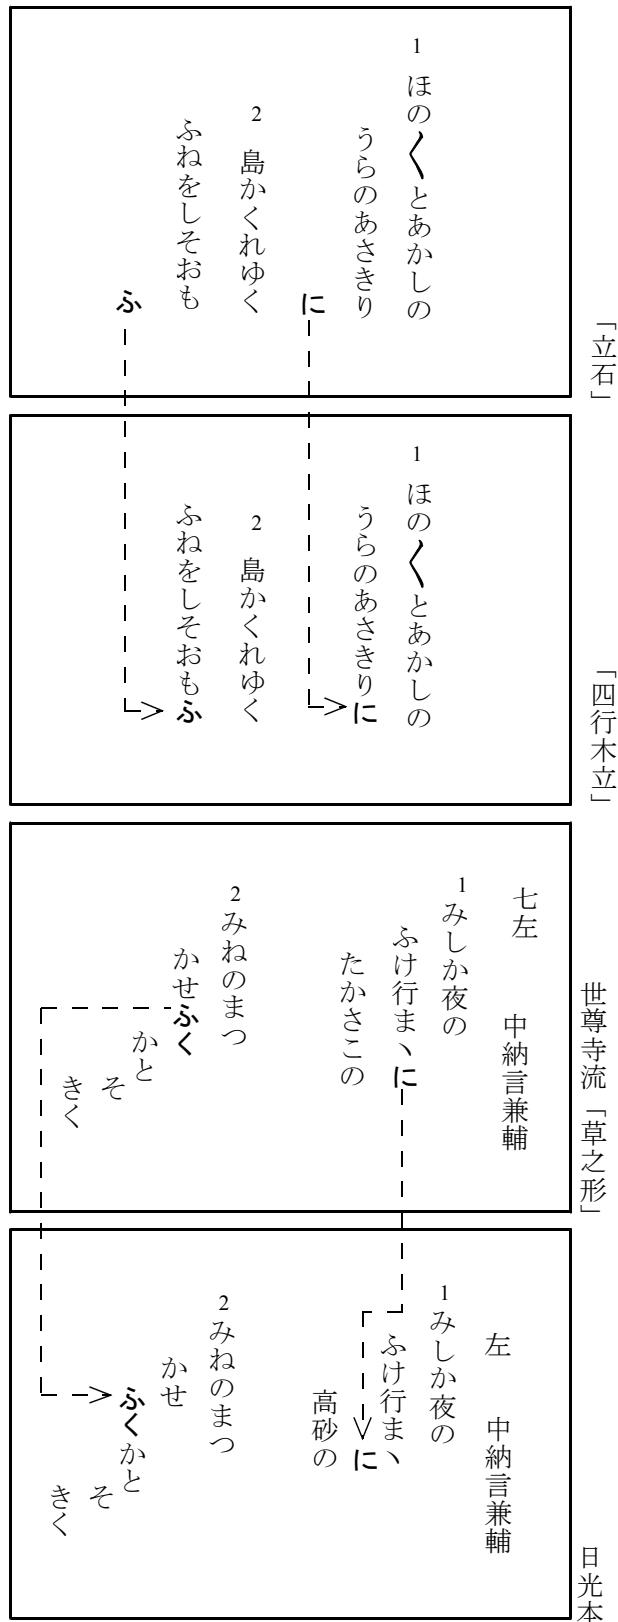 「立石」
1 ほの〱とあかしの
うらのあさきり
に
2 島かくれゆく
ふねをしそおも
ふ
「四行木立」
1 ほの〱とあかしの
うらのあさきりに
2 島かくれゆく
ふねをしそおもふ
世尊寺流「草之形」
七左 中納言兼輔
1みしか夜の
ふけ行まヽに
たかさこの
2みねのまつ
かせふく
かと
そ
きく
日光本
左 中納言兼輔
1みしか夜の
ふけ行まヽ
に
高砂の
2みねのまつ
かせ
ふくかと
そ
きく